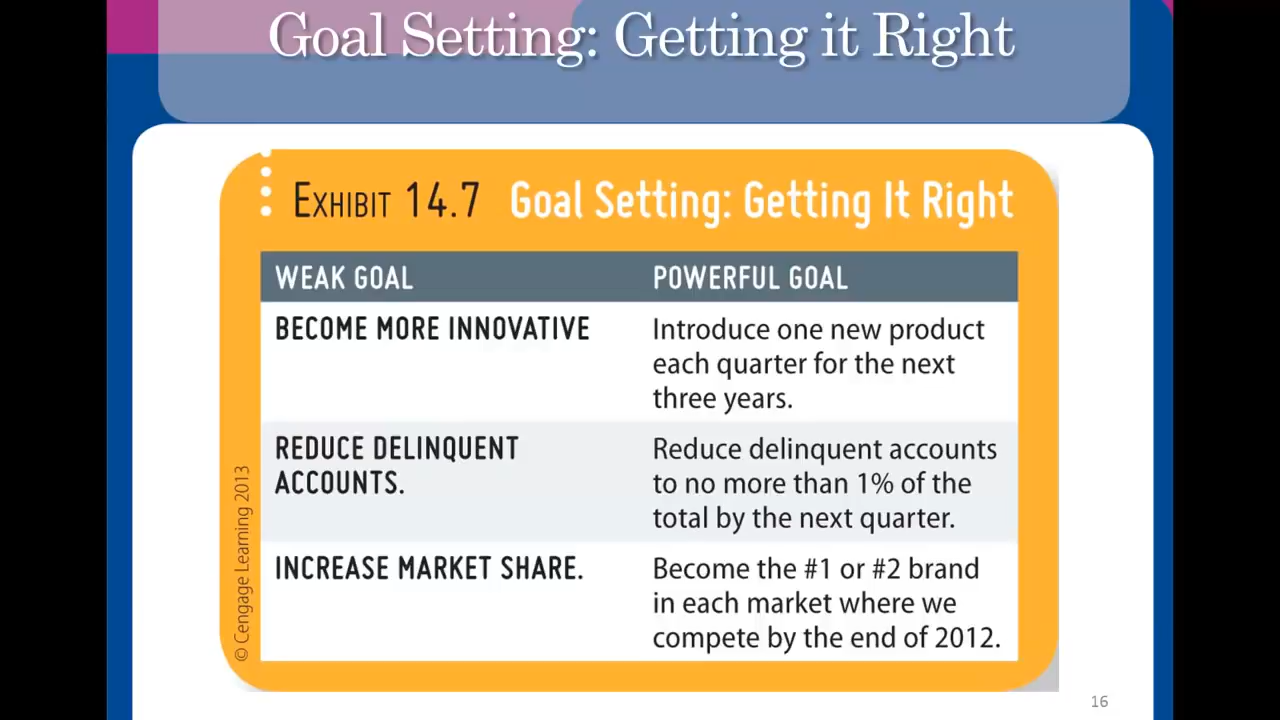 Goal Setting: Getting it Right
EXHIBIT 14.7 Goal Setting: Getting It Right
WEAK GOAL
POWERFUL GOAL
BECOME MORE INNOVATIVE
Introduce one new product
each quarter for the next
three years.
REDUCE DELINQUENT
ACCOUNTS.
Reduce delinquent accounts
to no more than 1% of the
total by the next quarter.
INCREASE MARKET SHARE.
Become the #1 or #2 brand
in each market where we
compete by the end of 2012.
© Cengage Learning 2013
16